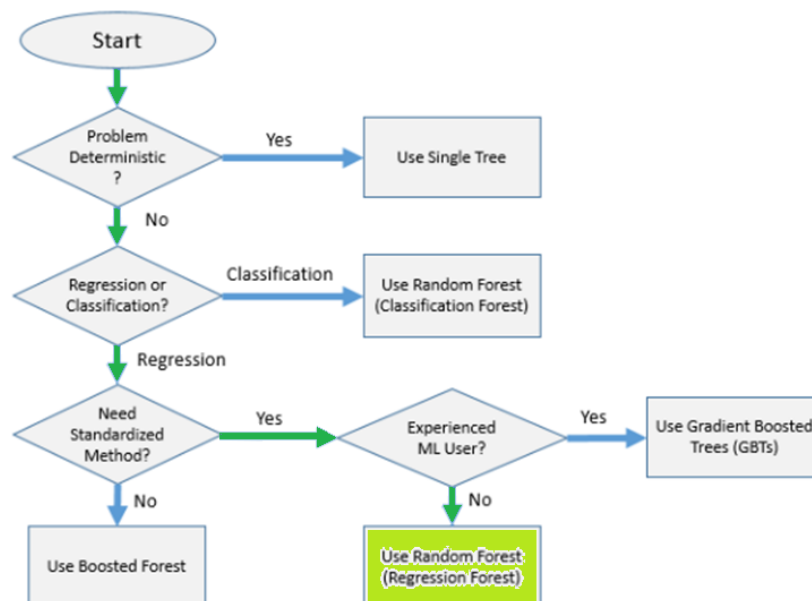 Start
Problem
Deterministic
?
Yes
Use Single Tree
No
Regression or
Classification?
Classification
Use Random Forest
(Classification Forest)
Regression
Need
Standardized
Method?
Yes
Experienced
ML User?
Yes
Use Gradient Boosted
Trees (GBTs)
No
Use Boosted Forest
No
Use Random Forest
(Regression Forest)